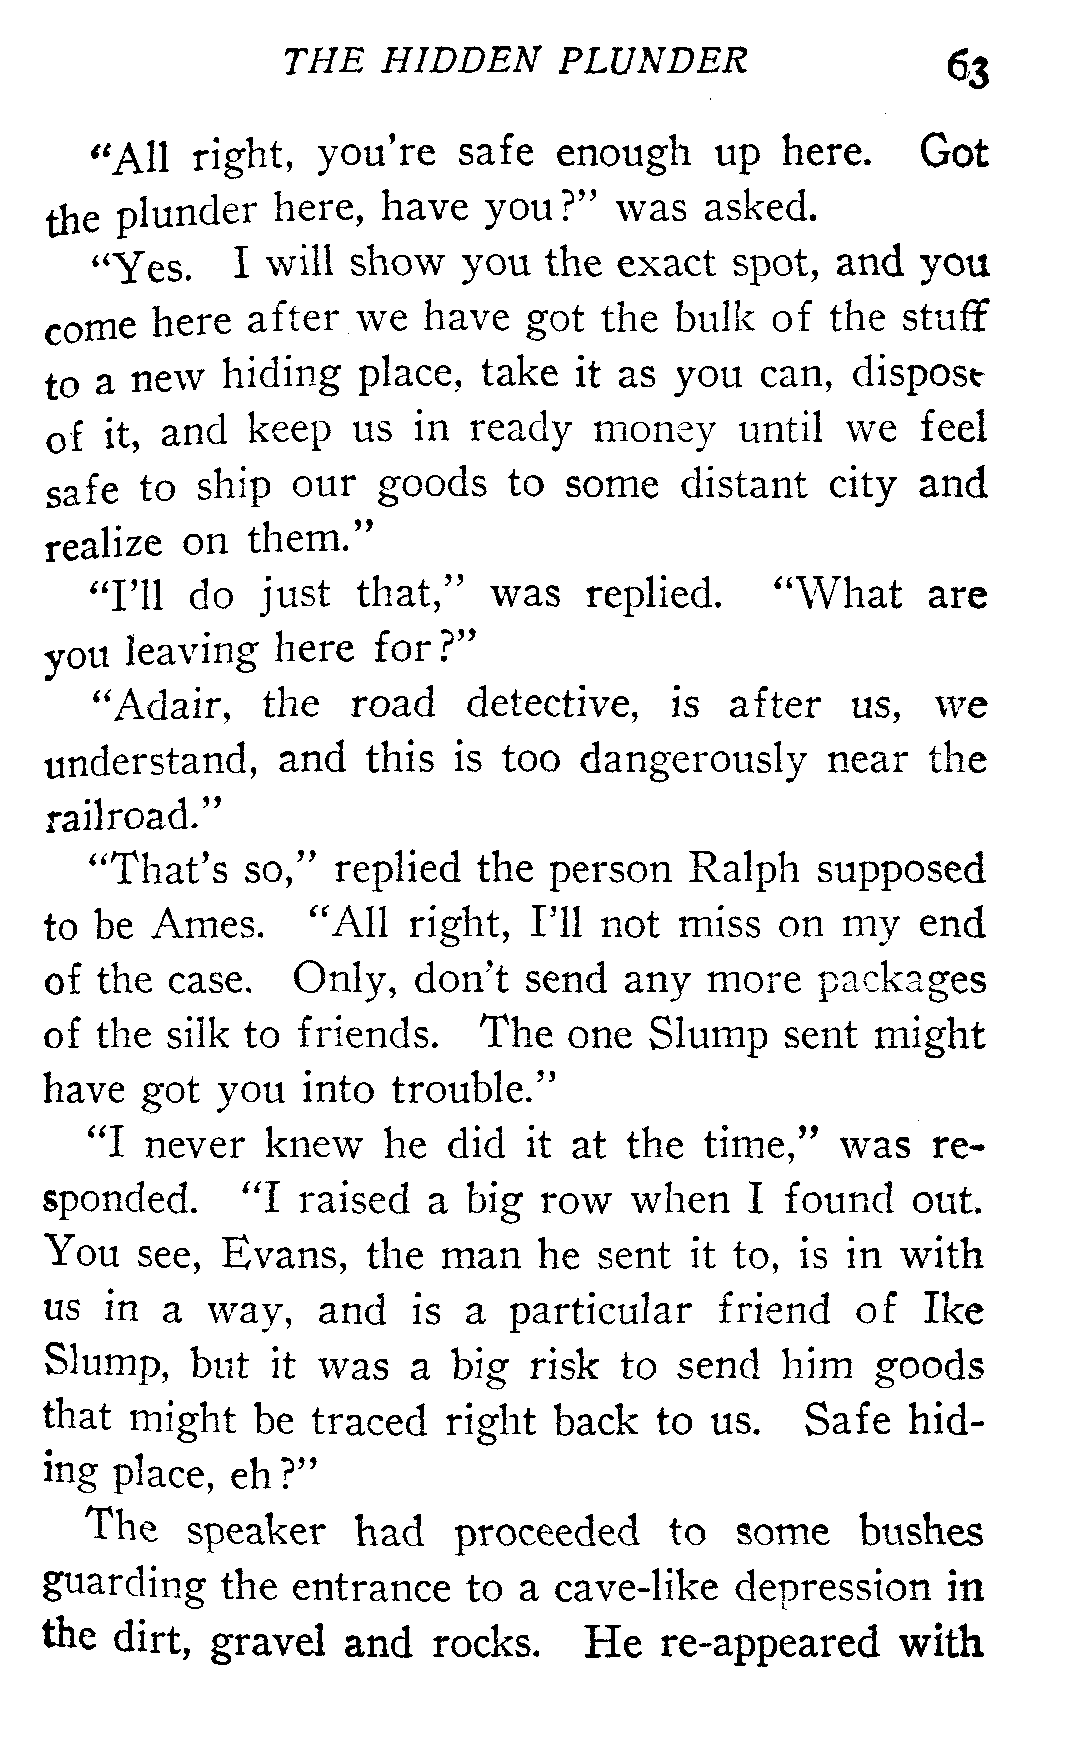 THE HIDDEN PLUNDER 63
"All right, you're safe enough up here. Got
the plunder here, have you?" was asked.
"Yes. I will show you the exact spot, and you
come here after we have got the bulk of the stuff
to a new hiding place, take it as you can, dispose
of it, and keep us in ready money until we feel
safe to ship our goods to some distant city and
realize on them."
"I'll do just that," was replied. "What are
you leaving here for?"
"Adair, the road detective, is after us, we
understand, and this is too dangerously near the
railroad."
"That's so," replied the person Ralph supposed
to be Ames. "All right, I'll not miss on my end
of the case. Only, don't send any more packages
of the silk to friends. The one Slump sent might
have got you into trouble."
"I never knew he did it at the time," was re-
sponded. "I raised a big row when I found out.
You see, Evans, the man he sent it to, is in with
us in a way, and is a particular friend of Ike
Slump, but it was a big risk to send him goods
that might be traced right back to us. Safe hid-
ing place, eh?"
The speaker had proceeded to some bushes
guarding the entrance to a cave-like depression in
the dirt, gravel and rocks. He re-appeared with